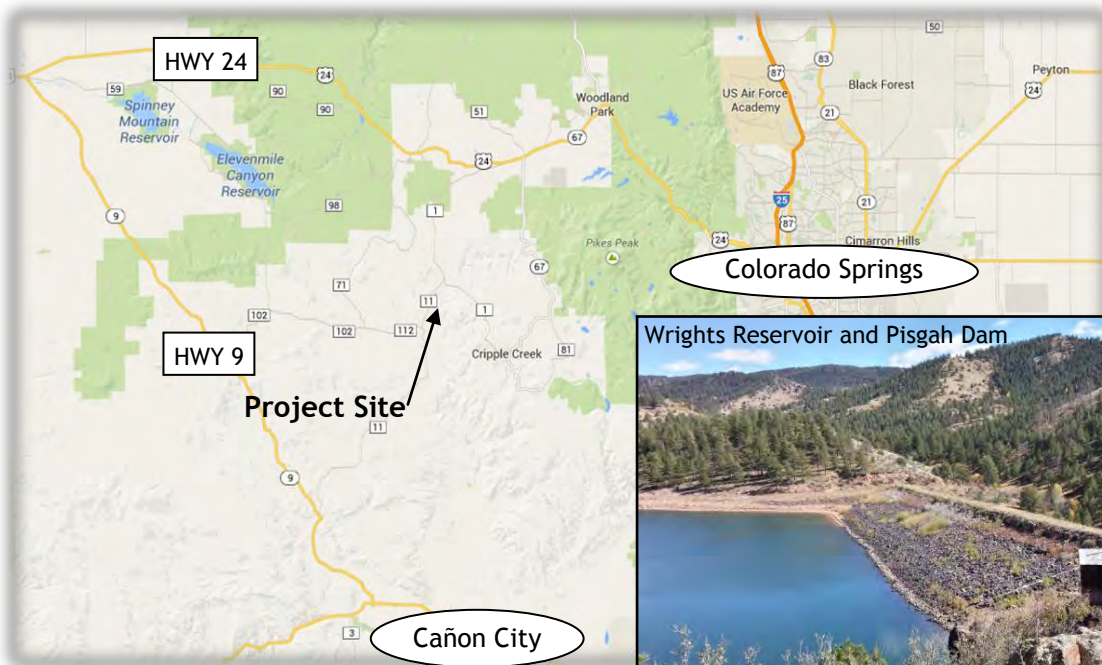 HWY 24
24
59
90
90
Spinney
Mountain
Reservoir
Elevenmile
Canyon
Reservoir
51
Woodland
Park
67
24
98
1
9
71
11
1
102
102
112
Cripple Creek
81
67
Pikes Peak
24
87
83
50
US Air Force
Academy
Black Forest
Peyton
24
21
25
87
21
Cimarron Hills
Colorado Springs
HWY 9
Project Site
11
9
3
Cañon City
Wrights Reservoir and Pisgah Dam